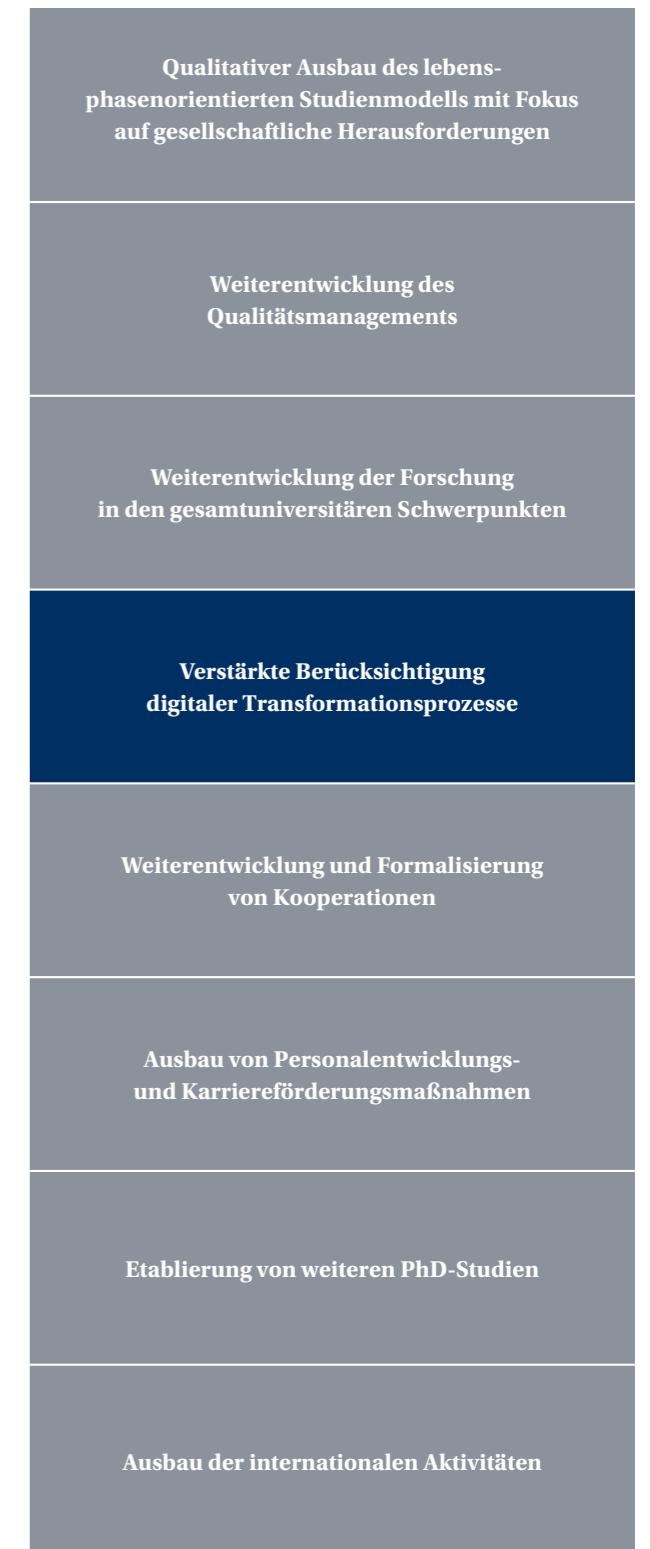 Qualitativer Ausbau des lebens-
phasenorientierten Studienmodells mit Fokus
auf gesellschaftliche Herausforderungen
Weiterentwicklung des
Qualitätsmanagements
Weiterentwicklung der Forschung
in den gesamtuniversitären Schwerpunkten
Verstärkte Berücksichtigung
digitaler Transformationsprozesse
Weiterentwicklung und Formalisierung
von Kooperationen
Ausbau von Personalentwicklungs-
und Karriereförderungsmaßnahmen
Etablierung von weiteren PhD-Studien
Ausbau der internationalen Aktivitäten